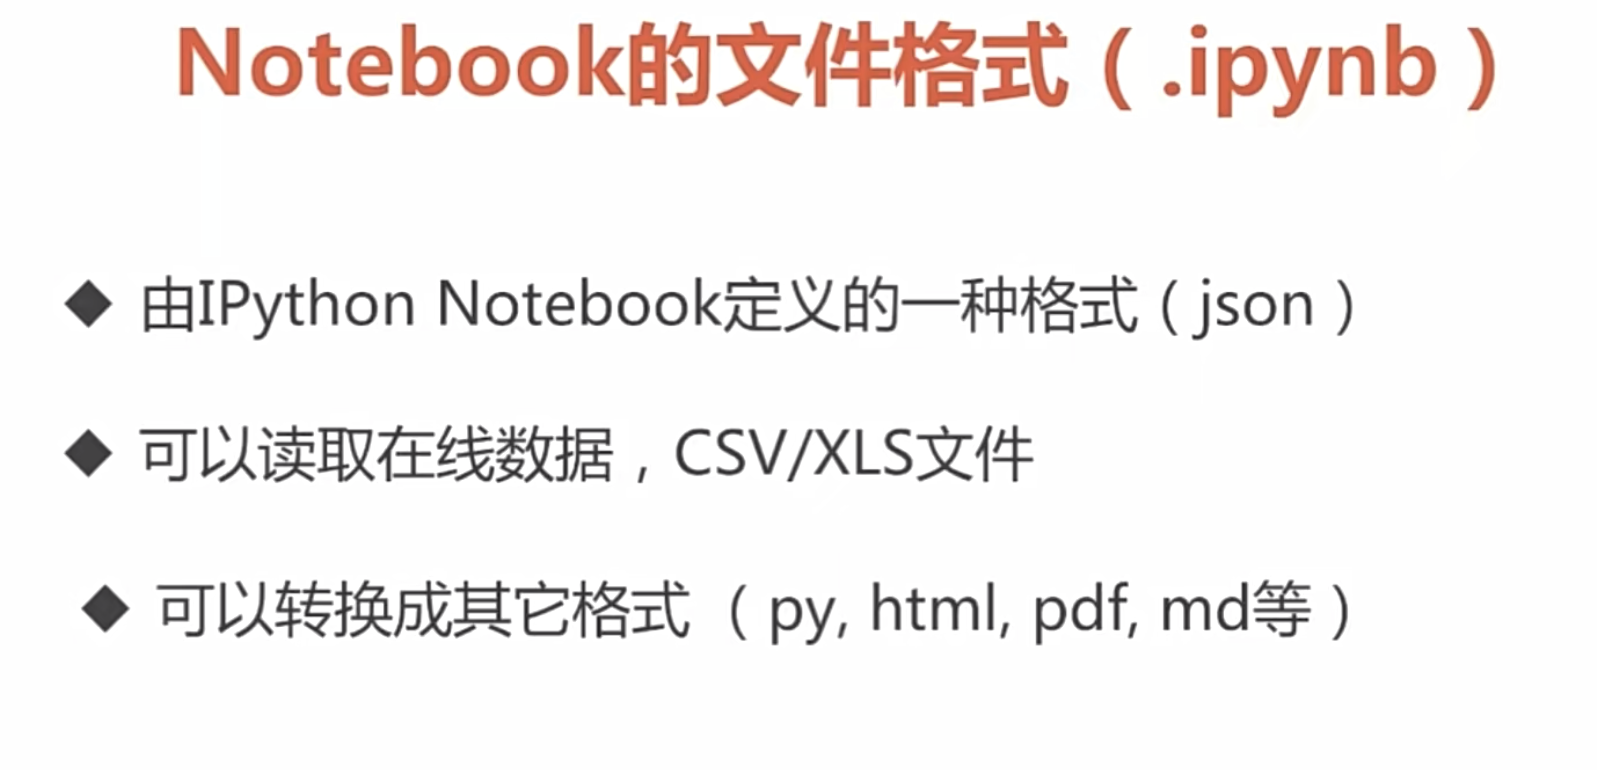 Notebook的文件格式（.ipynb）
◆ 由IPython Notebook定义的一种格式（json）
◆ 可以读取在线数据，CSV/XLS文件
◆ 可以转换成其它格式 （py, html, pdf, md等）